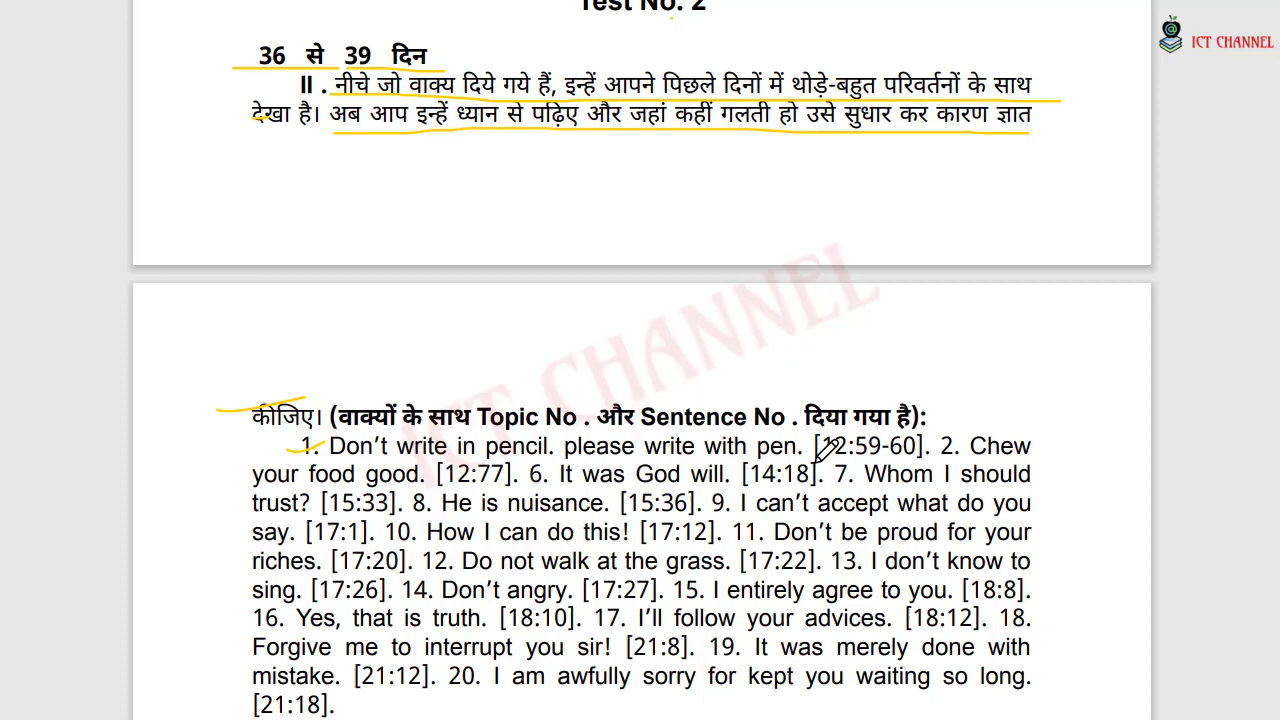 Test No. 2
ICT CHANNEL
36 से 39 दिन
II . नीचे जो वाक्य दिये गये हैं, इन्हें आपने पिछले दिनों में थोड़े-बहुत परिवर्तनों के साथ
देखा है। अब आप इन्हें ध्यान से पढ़िए और जहां कहीं गलती हो उसे सुधार कर कारण ज्ञात
ICT CHANNEL
कीजिए। (वाक्यों के साथ Topic No . और Sentence No . दिया गया है):
1. Don’t write in pencil. please write with pen. [12:59-60]. 2. Chew
your food good. [12:77]. 6. It was God will. [14:18]. 7. Whom I should
trust? [15:33]. 8. He is nuisance. [15:36]. 9. I can’t accept what do you
say. [17:1]. 10. How I can do this! [17:12]. 11. Don’t be proud for your
riches. [17:20]. 12. Do not walk at the grass. [17:22]. 13. I don’t know to
sing. [17:26]. 14. Don’t angry. [17:27]. 15. I entirely agree to you. [18:8].
16. Yes, that is truth. [18:10]. 17. I’ll follow your advices. [18:12]. 18.
Forgive me to interrupt you sir! [21:8]. 19. It was merely done with
mistake. [21:12]. 20. I am awfully sorry for kept you waiting so long.
[21:18].